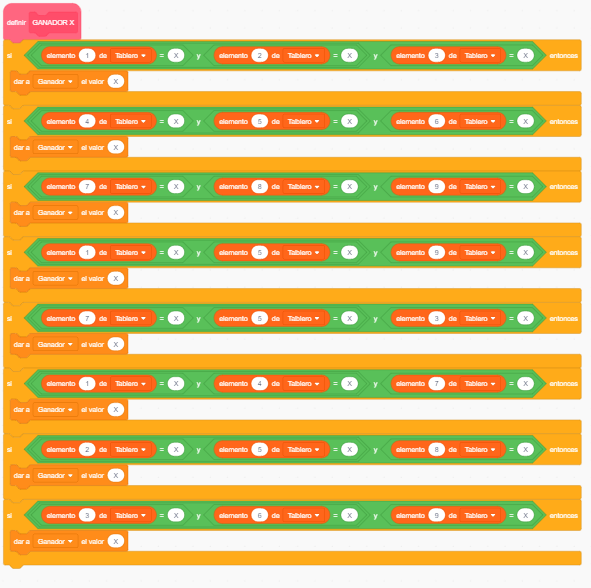 definir GANADOR X
si elemento 1 de Tablero = X y elemento 2 de Tablero = X y elemento 3 de Tablero = X entonces
dar a Ganador el valor X
si elemento 4 de Tablero = X y elemento 5 de Tablero = X y elemento 6 de Tablero = X entonces
dar a Ganador el valor X
si elemento 7 de Tablero = X y elemento 8 de Tablero = X y elemento 9 de Tablero = X entonces
dar a Ganador el valor X
si elemento 1 de Tablero = X y elemento 5 de Tablero = X y elemento 9 de Tablero = X entonces
dar a Ganador el valor X
si elemento 7 de Tablero = X y elemento 5 de Tablero = X y elemento 3 de Tablero = X entonces
dar a Ganador el valor X
si elemento 1 de Tablero = X y elemento 4 de Tablero = X y elemento 7 de Tablero = X entonces
dar a Ganador el valor X
si elemento 2 de Tablero = X y elemento 5 de Tablero = X y elemento 8 de Tablero = X entonces
dar a Ganador el valor X
si elemento 3 de Tablero = X y elemento 6 de Tablero = X y elemento 9 de Tablero = X entonces
dar a Ganador el valor X